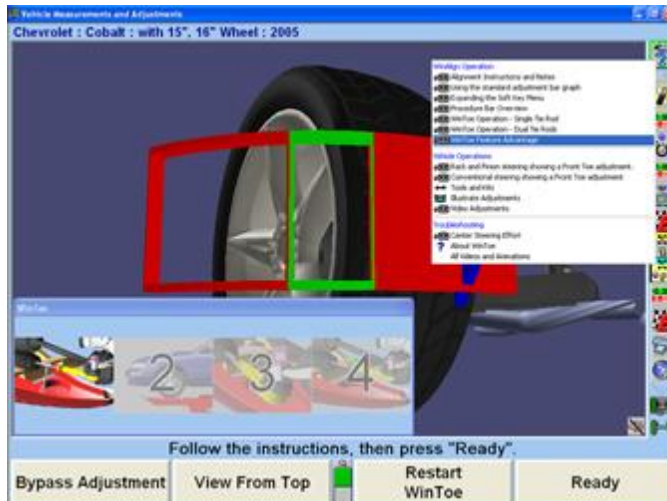 Vehicle Measurements and Adjustments
Chevrolet : Cobalt : with 15", 16" Wheel : 2005
WinAlign Operation
Alignment Instructions and Notes
Using the standard adjustment bar graph
Expanding the Soft Key Menu
Procedure Bar Overview
WinToe Operation - Single Tie Rod
WinToe Operation - Dual Tie Rods
WinToe Feature Advantage
Vehicle Operations
Rack and Pinion steering showing a Front Toe adjustment.
Conventional steering showing a Front Toe adjustment
Tools and Kits
Illustrate Adjustments
Video Adjustments
Troubleshooting
Center Steering Effort
? About WinToe
All Videos and Animations
WinToe
2 3 4
Follow the instructions, then press "Ready".
Bypass Adjustment
View From Top
Restart
WinToe
Ready